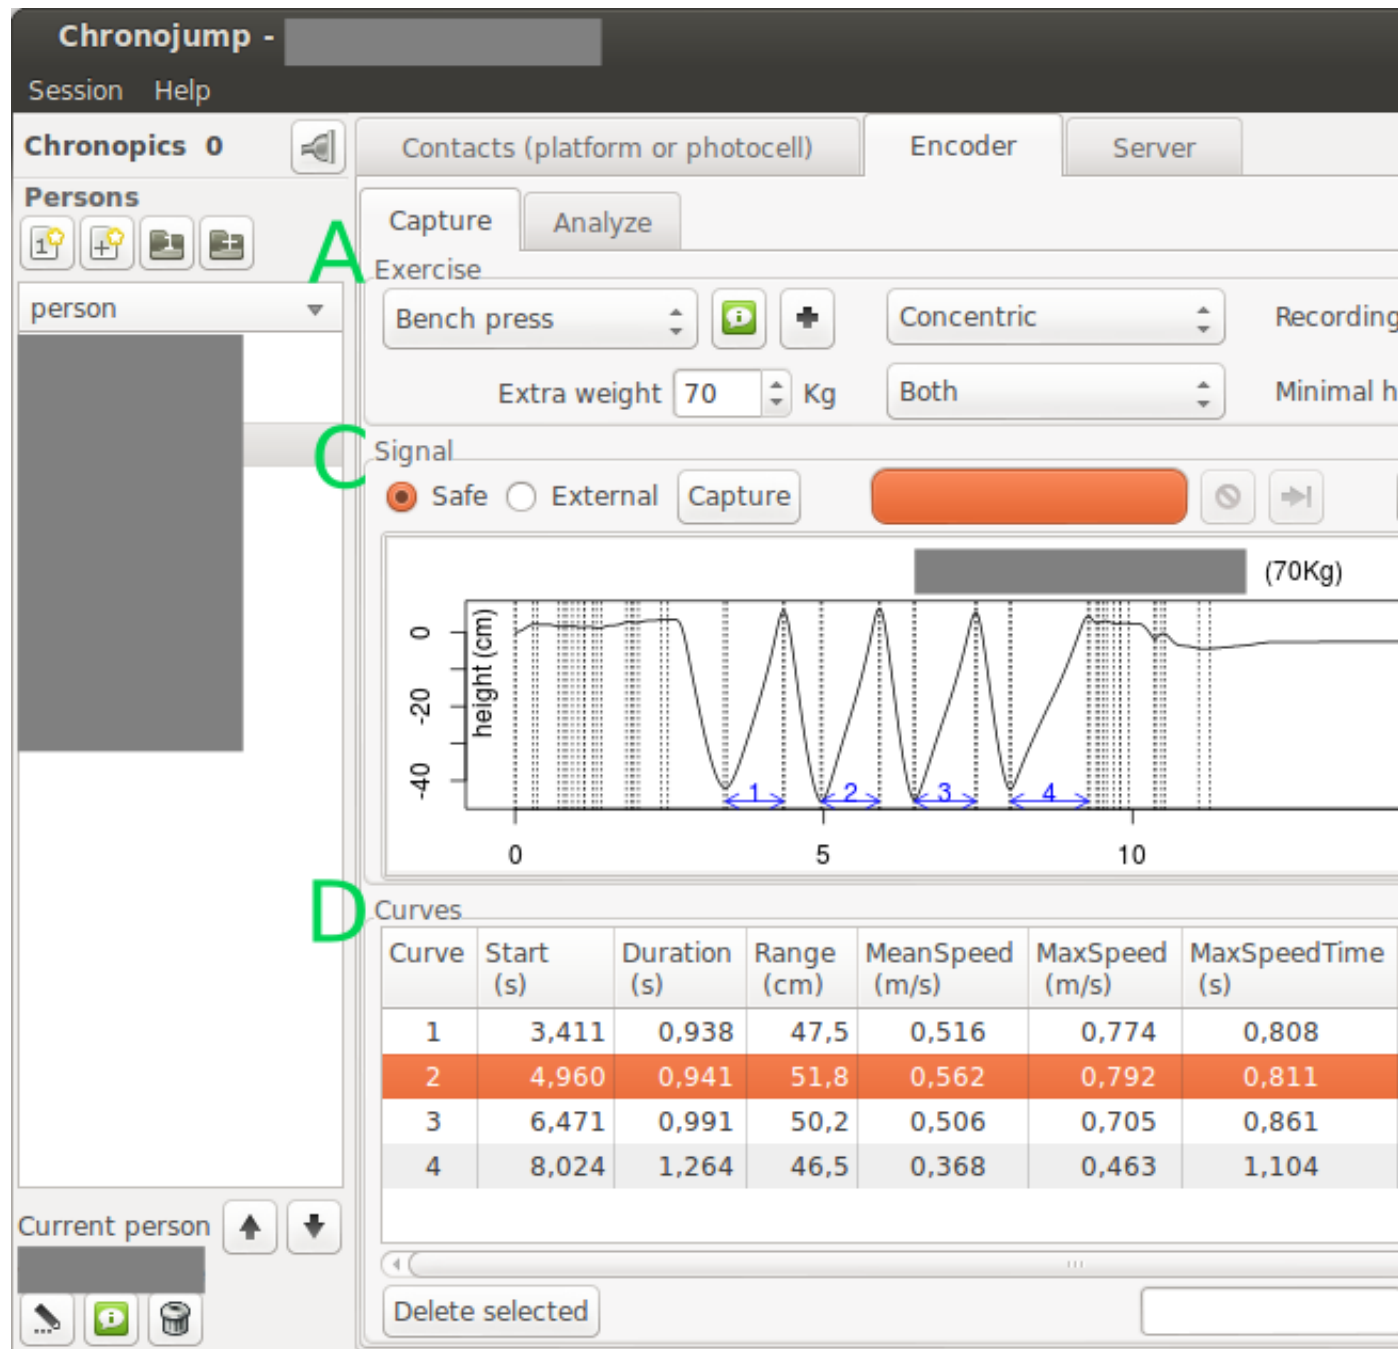 Chronojump -
Session Help
Chronopics 0
Contacts (platform or photocell) Encoder Server
Persons
Capture Analyze
A
Exercise
person
Bench press Concentric Recording
Extra weight 70 Kg Both Minimal h
C
Signal
Safe External Capture
(70Kg)
height (cm)
0
-20
-40
1 2 3 4
0 5 10
D
Curves
Curve Start (s) Duration (s) Range (cm) MeanSpeed (m/s) MaxSpeed (m/s) MaxSpeedTime (s)
1 3,411 0,938 47,5 0,516 0,774 0,808
2 4,960 0,941 51,8 0,562 0,792 0,811
3 6,471 0,991 50,2 0,506 0,705 0,861
4 8,024 1,264 46,5 0,368 0,463 1,104
Current person
Delete selected